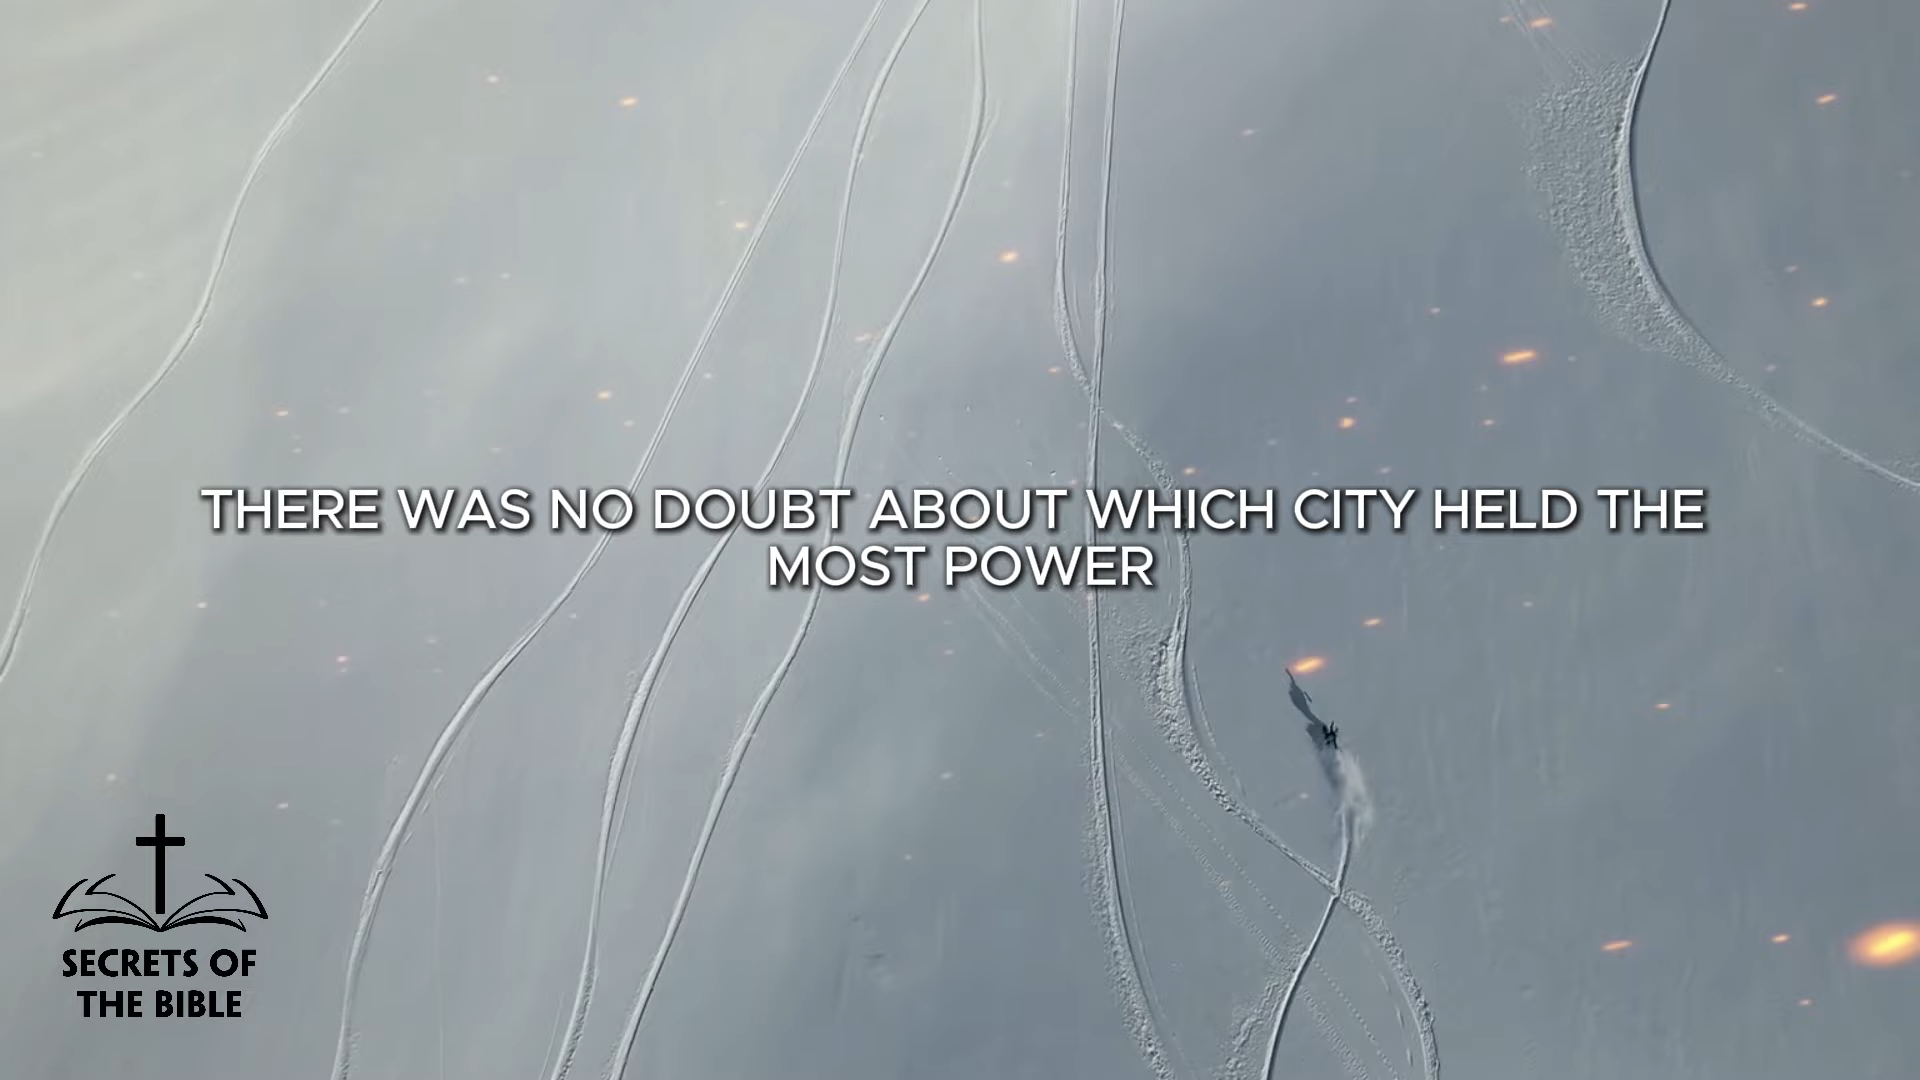 THERE WAS NO DOUBT ABOUT WHICH CITY HELD THE
MOST POWER
SECRETS OF
THE BIBLE